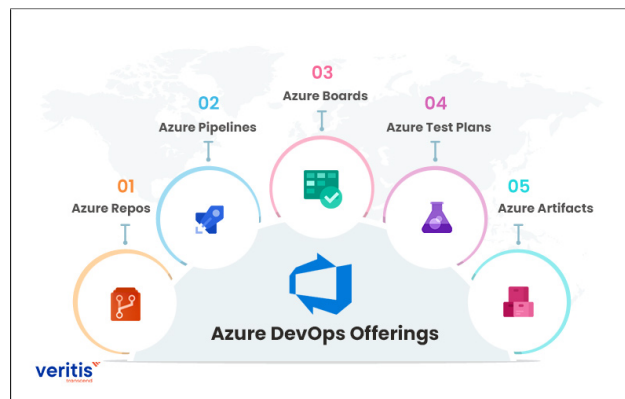 03
Azure Boards
02
Azure Pipelines
04
Azure Test Plans
01
Azure Repos
05
Azure Artifacts
Azure DevOps Offerings
veritis
transcend